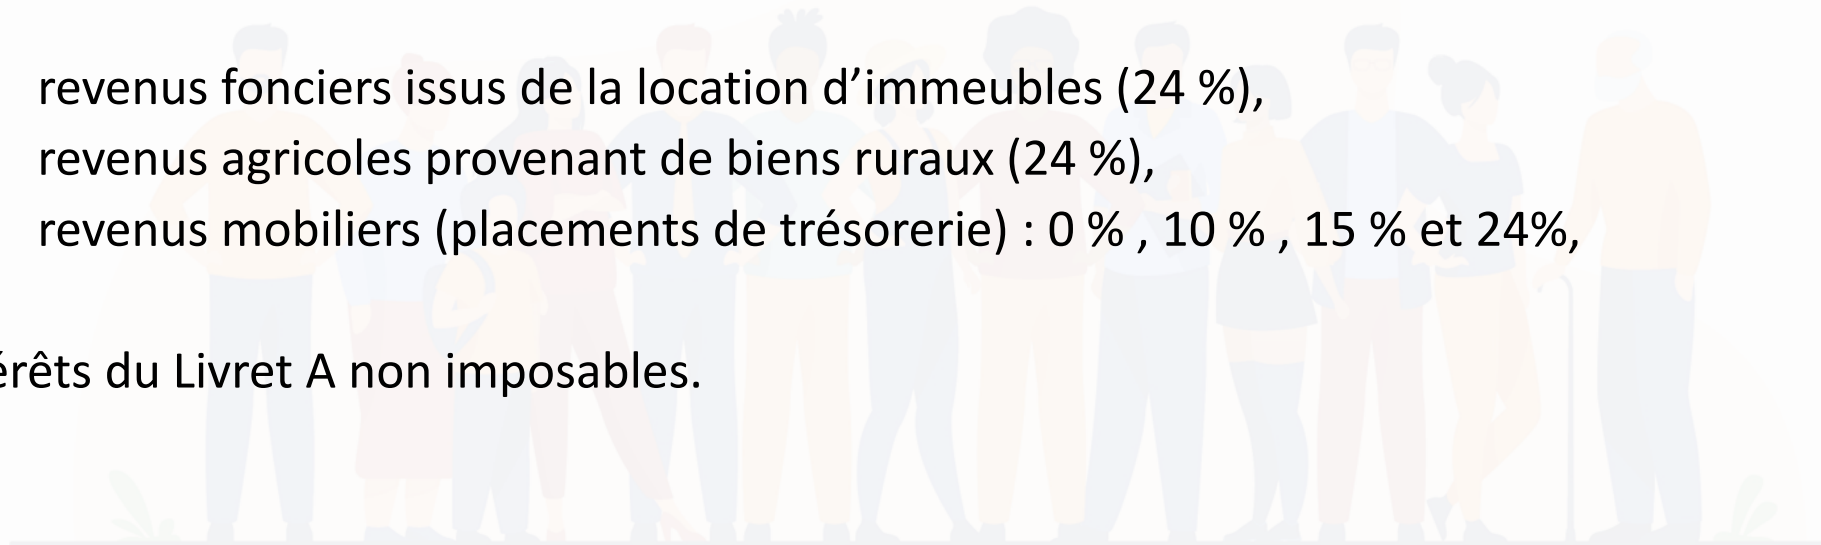 revenus fonciers issus de la location d’immeubles (24 %),
revenus agricoles provenant de biens ruraux (24 %),
revenus mobiliers (placements de trésorerie) : 0 % , 10 % , 15 % et 24%,
du Livret A non imposables.